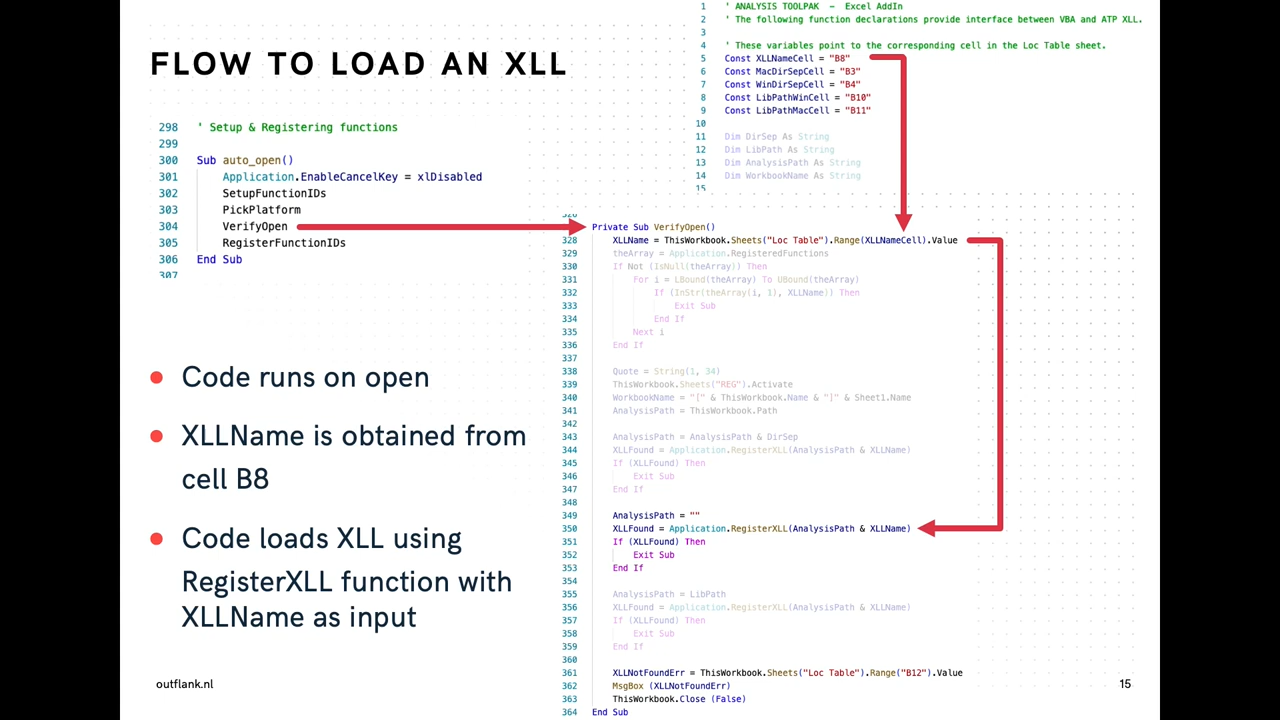 FLOW TO LOAD AN XLL
298 ' Setup & Registering functions
299
300 Sub auto_open()
301 Application.EnableCancelKey = xlDisabled
302 SetupFunctionIDs
303 PickPlatform
304 VerifyOpen
305 RegisterFunctionIDs
306 End Sub
307
1 ' ANALYSIS TOOLPAK – Excel AddIn
2 ' The following function declarations provide interface between VBA and ATP XLL.
3
4 ' These variables point to the corresponding cell in the Loc Table sheet.
5 Const XLLNameCell = "B8"
6 Const MacDirSepCell = "B3"
7 Const WinDirSepCell = "B4"
8 Const LibPathWinCell = "B10"
9 Const LibPathMacCell = "B11"
10
11 Dim DirSep As String
12 Dim LibPath As String
13 Dim AnalysisPath As String
14 Dim WorkbookName As String
15
326
Private Sub VerifyOpen()
328 XLLName = ThisWorkbook.Sheets("Loc Table").Range(XLLNameCell).Value
329 theArray = Application.RegisteredFunctions
330 If Not (IsNull(theArray)) Then
331 For i = LBound(theArray) To UBound(theArray)
332 If (InStr(theArray(i, 1), XLLName)) Then
333 Exit Sub
334 End If
335 Next i
336 End If
337
338 Quote = String(1, 34)
339 ThisWorkbook.Sheets("REG").Activate
340 WorkbookName = "[" & ThisWorkbook.Name & "]" & Sheet1.Name
341 AnalysisPath = ThisWorkbook.Path
342
343 AnalysisPath = AnalysisPath & DirSep
344 XLLFound = Application.RegisterXLL(AnalysisPath & XLLName)
345 If (XLLFound) Then
346 Exit Sub
347 End If
348
349 AnalysisPath = ""
350 XLLFound = Application.RegisterXLL(AnalysisPath & XLLName)
351 If (XLLFound) Then
352 Exit Sub
353 End If
354
355 AnalysisPath = LibPath
356 XLLFound = Application.RegisterXLL(AnalysisPath & XLLName)
357 If (XLLFound) Then
358 Exit Sub
359 End If
360
361 XLLNotFoundErr = ThisWorkbook.Sheets("Loc Table").Range("B12").Value
362 MsgBox (XLLNotFoundErr)
363 ThisWorkbook.Close (False)
364 End Sub
Code runs on open
XLLName is obtained from
cell B8
Code loads XLL using
RegisterXLL function with
XLLName as input
outflank.nl
15